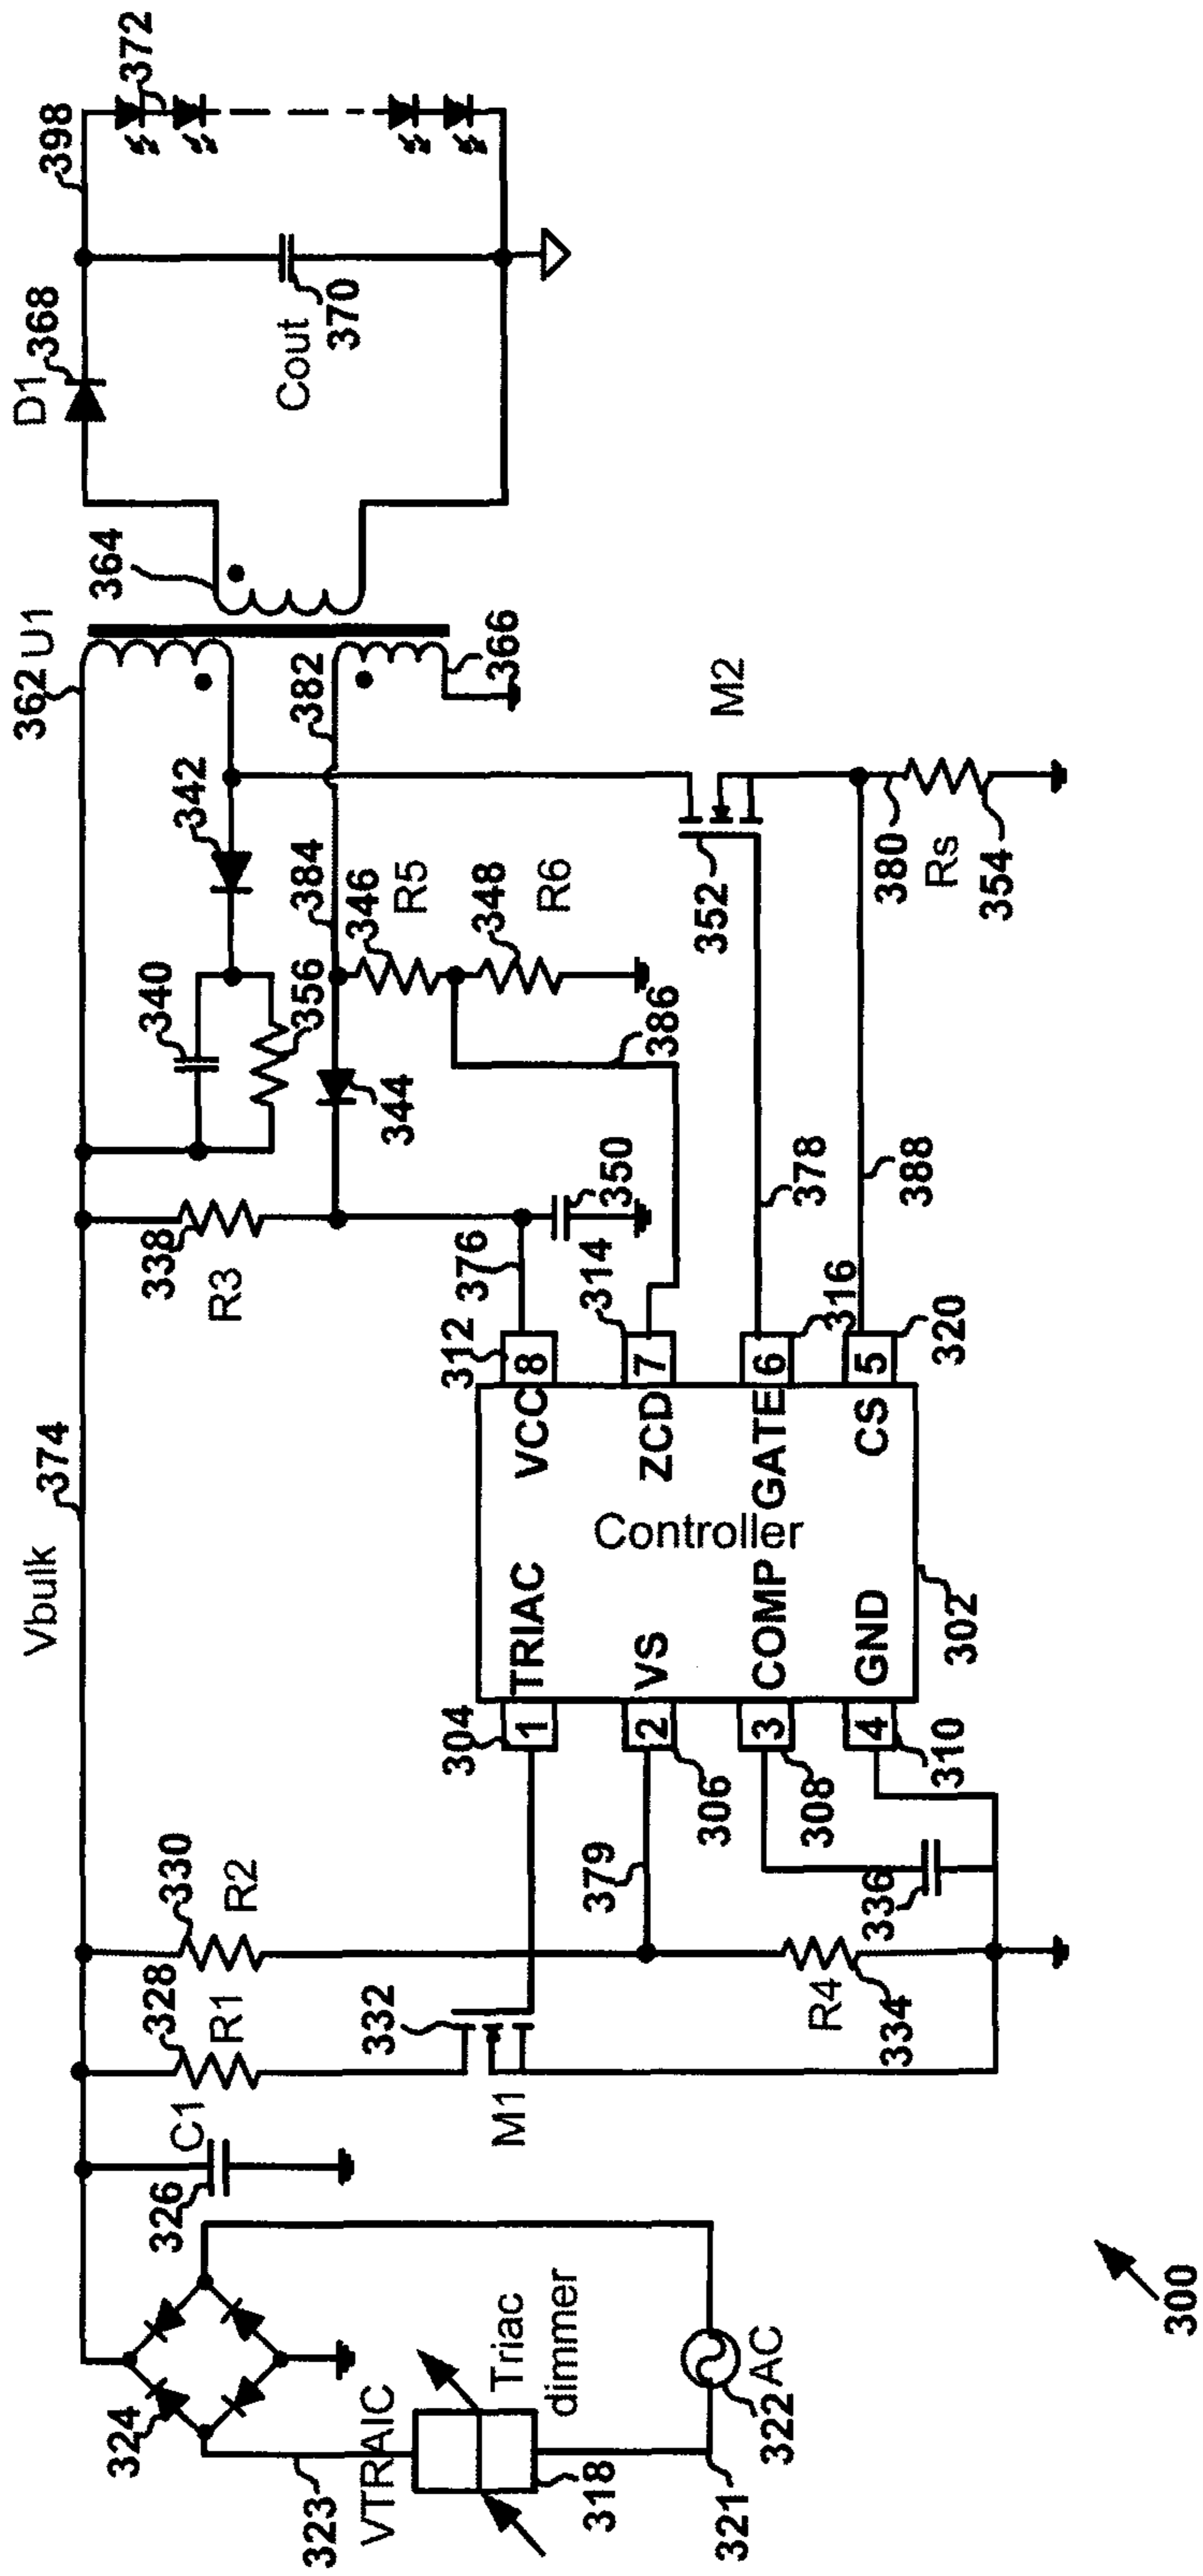 362 U1
364
D1
368
398
372
Vbulk
374
342
340
356
338
R3
382
384
344
346
R5
348
R6
366
Cout
370
350
376
386
312
8
VCC
314
7
ZCD
M2
352
378
316
6
GATE
388
320
5
CS
380
Rs
354
Controller
302
304
1
TRIAC
VS
2
306
COMP
3
308
GND
4
310
379
336
330
R2
328
R1
332
M1
R4
334
C1
326
324
323
VTRAIC
318
Triac
dimmer
321
322
AC
300